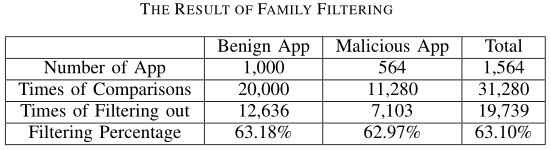 THE RESULT OF FAMILY FILTERING
Benign App Malicious App Total
Number of App 1,000 564 1,564
Times of Comparisons 20,000 11,280 31,280
Times of Filtering out 12,636 7,103 19,739
Filtering Percentage 63.18% 62.97% 63.10%